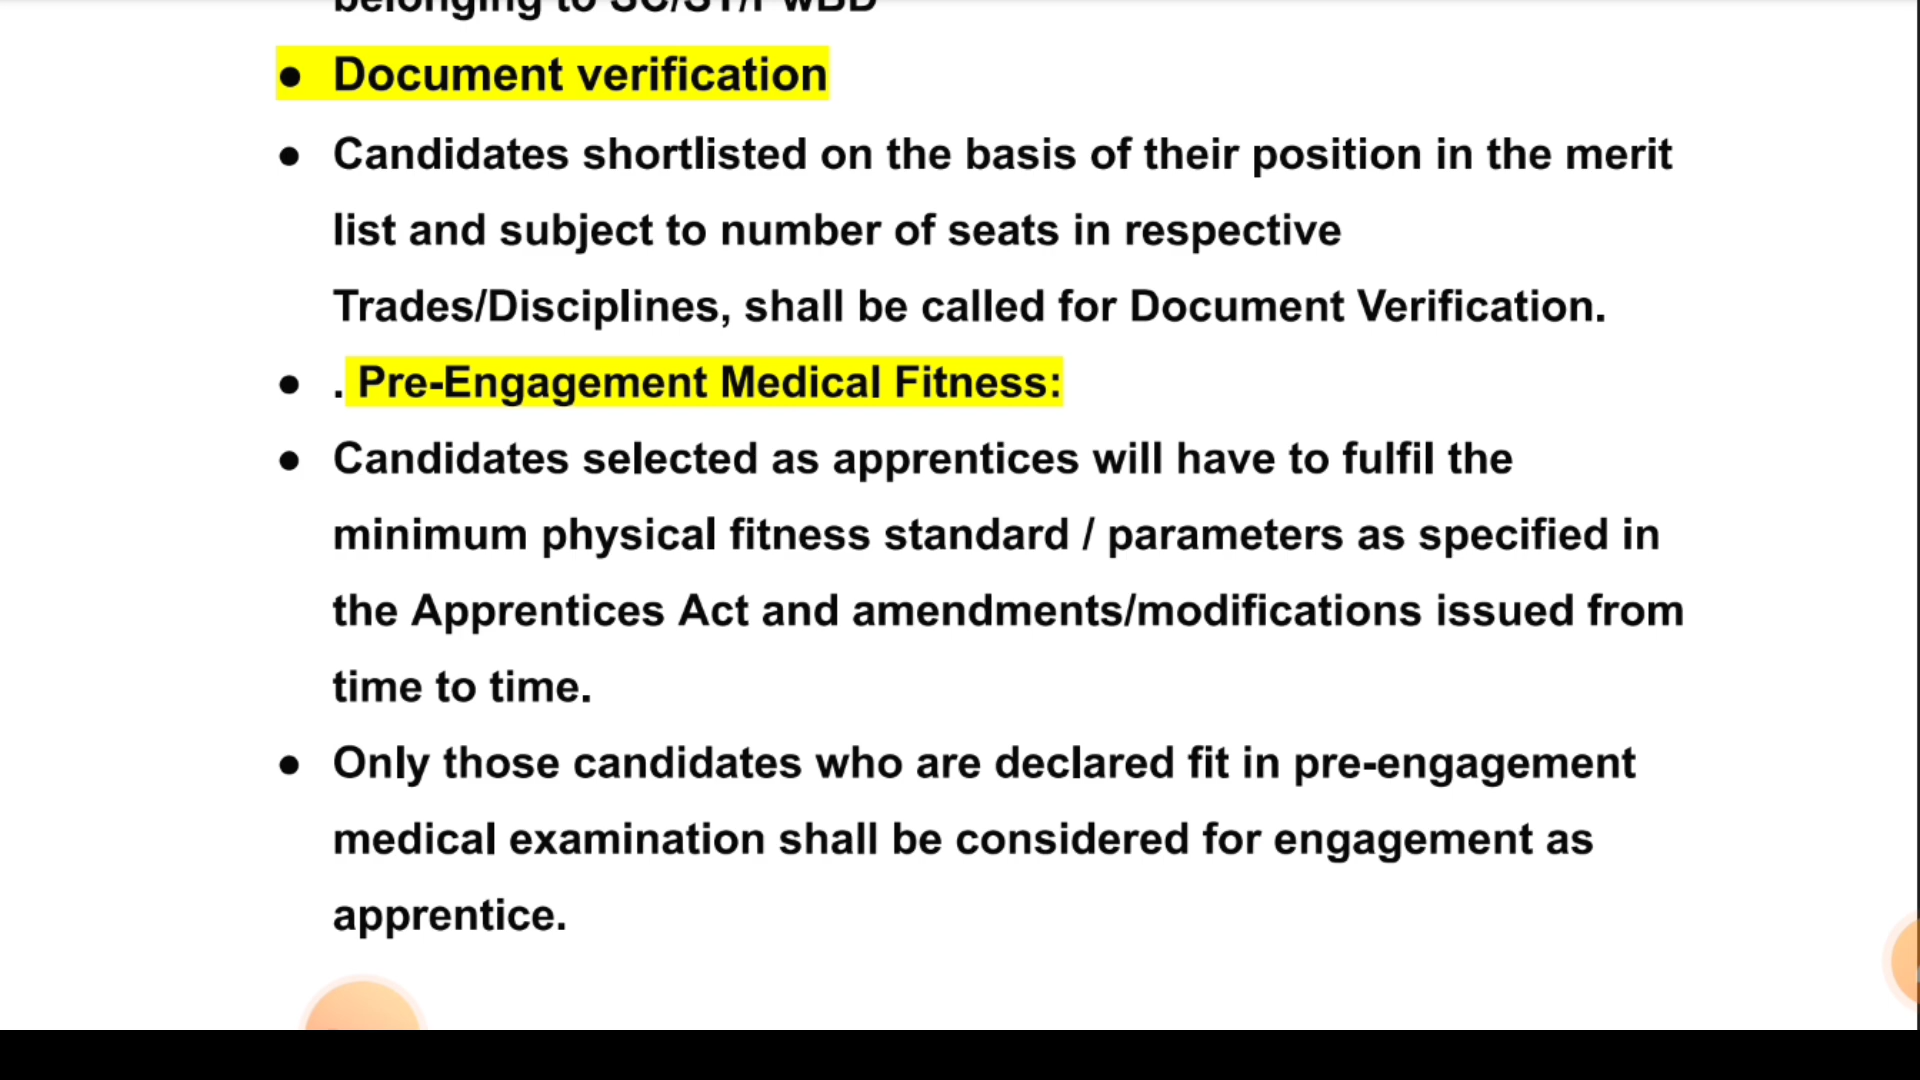 belonging to SC/ST/PwBD
● Document verification
● Candidates shortlisted on the basis of their position in the merit
list and subject to number of seats in respective
Trades/Disciplines, shall be called for Document Verification.
● . Pre-Engagement Medical Fitness:
● Candidates selected as apprentices will have to fulfil the
minimum physical fitness standard / parameters as specified in
the Apprentices Act and amendments/modifications issued from
time to time.
● Only those candidates who are declared fit in pre-engagement
medical examination shall be considered for engagement as
apprentice.